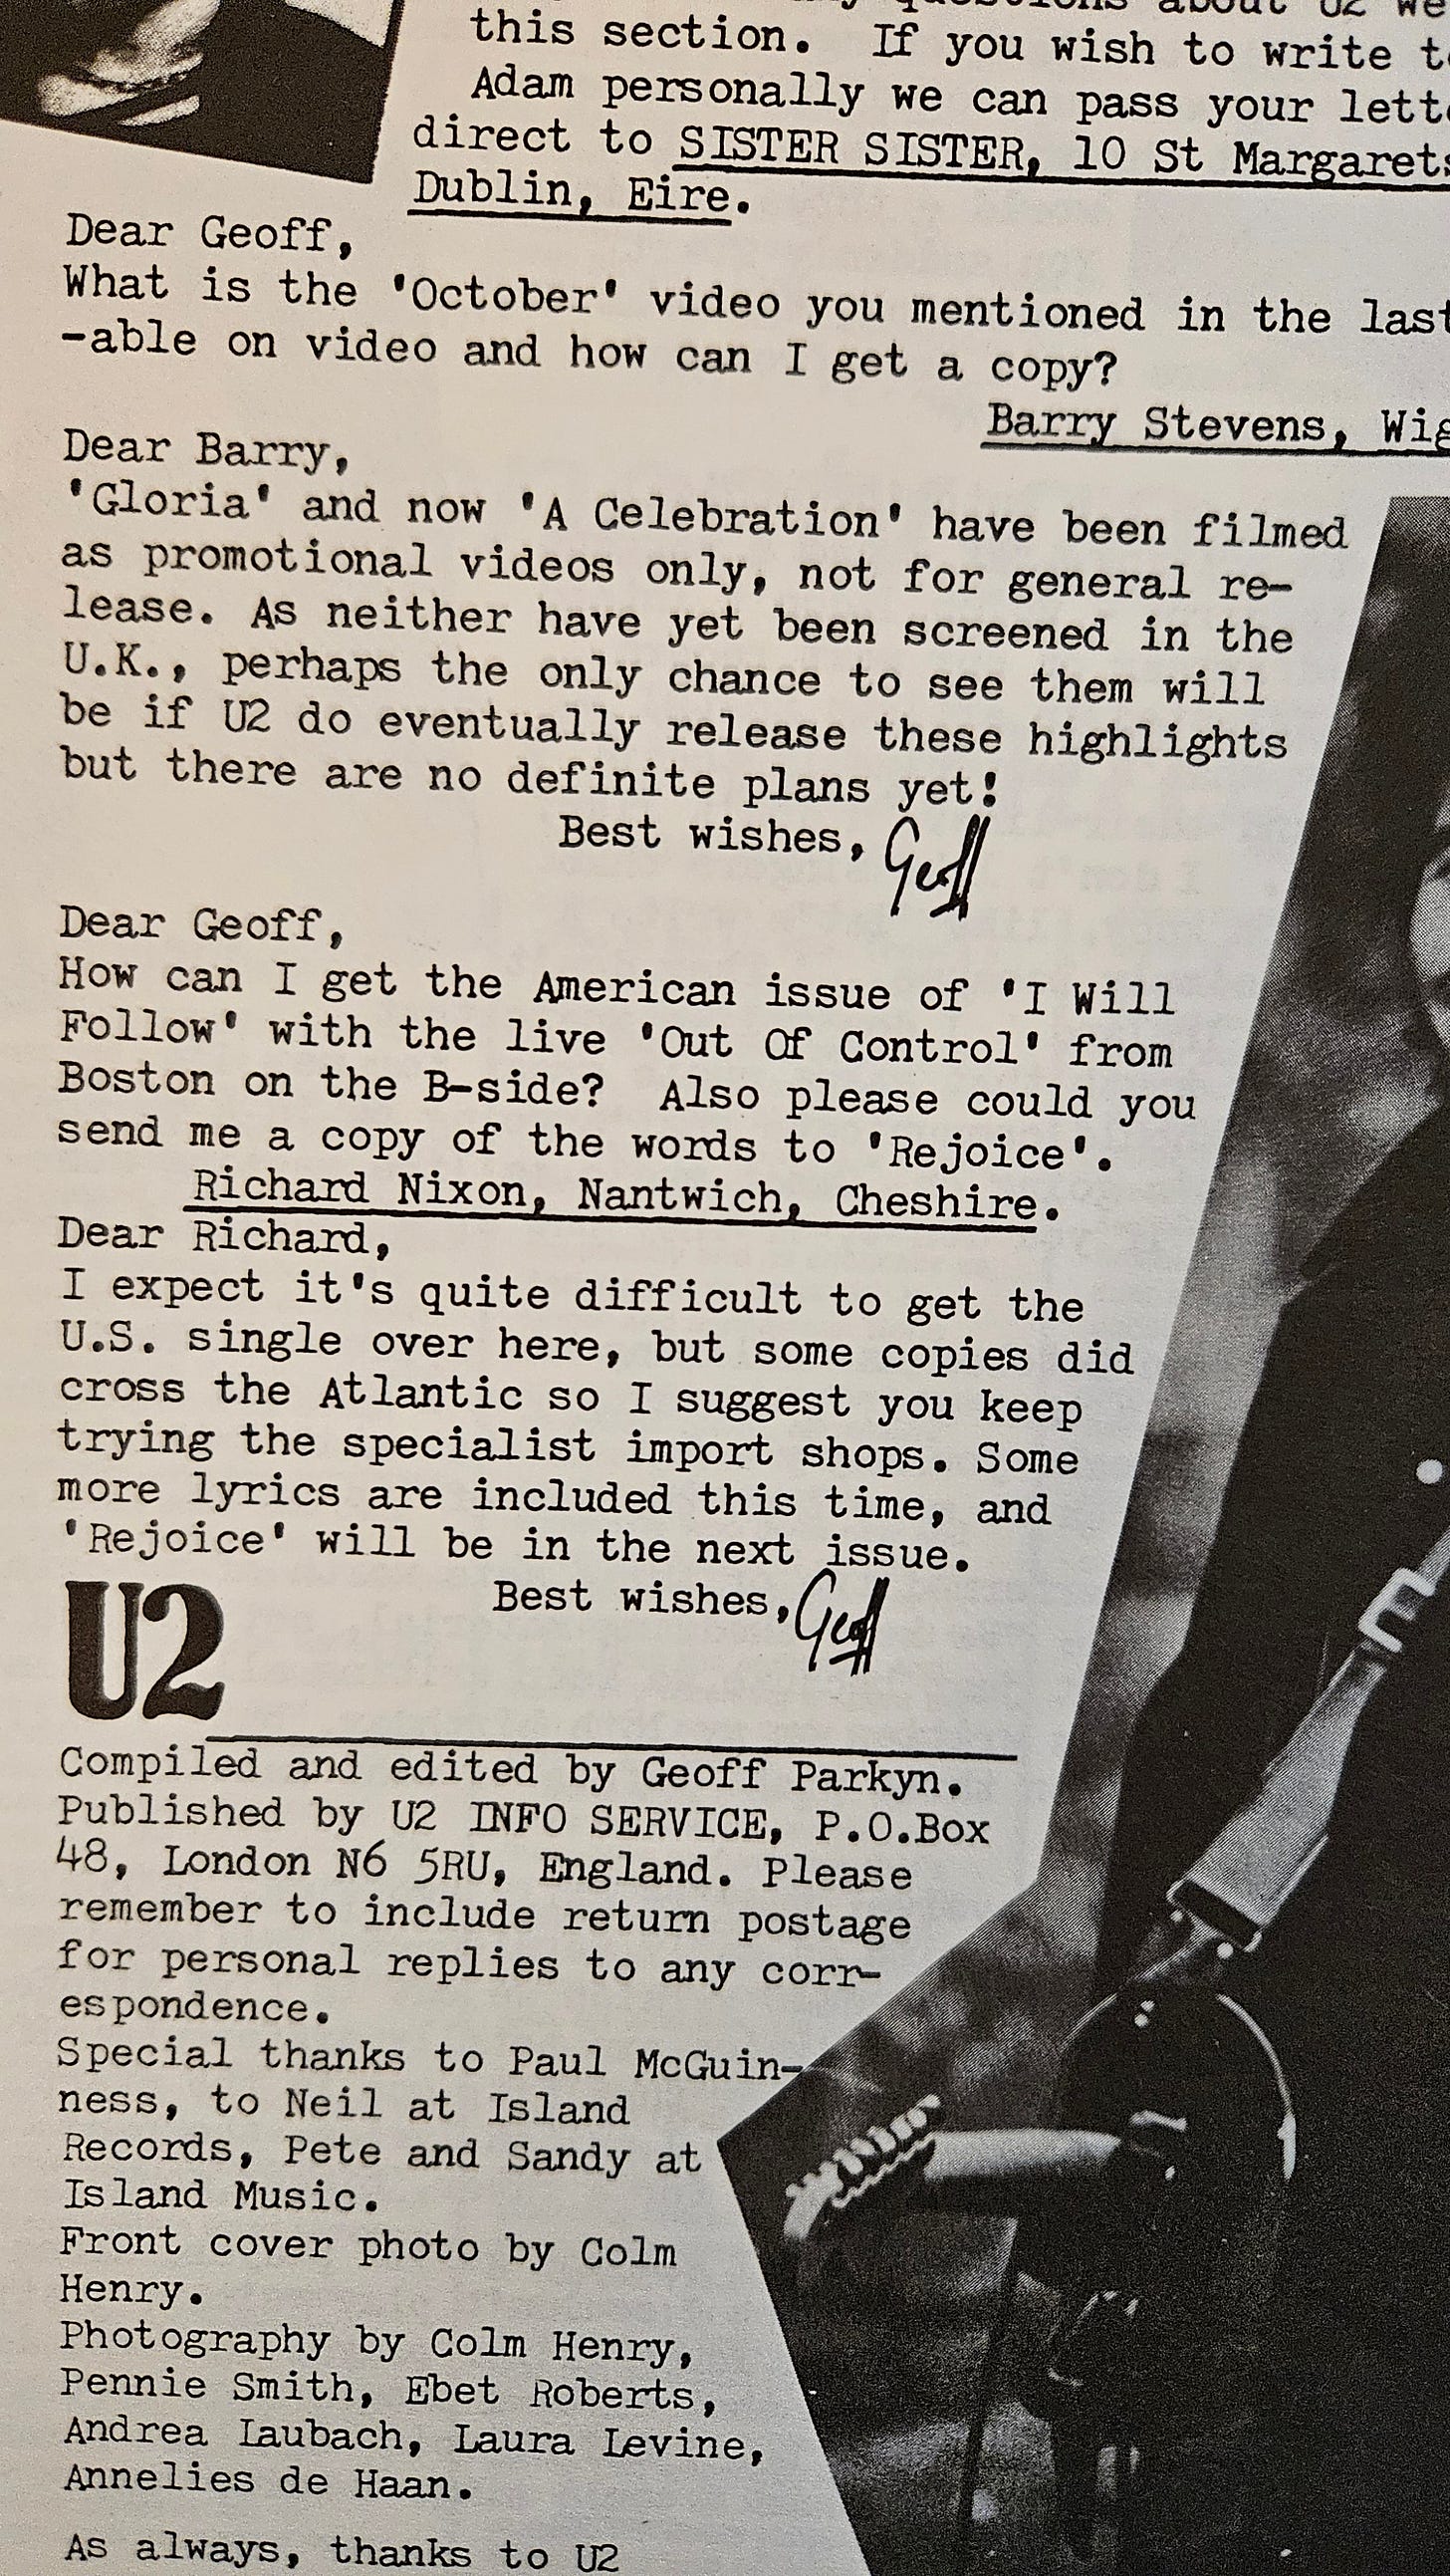 questions about U2 we
this section. If you wish to write
Adam personally we can pass your
direct to SISTER SISTER, 10 St Margarets
Dublin, Eire.
Dear Geoff,
What is the 'October' video you mentioned in the last
-able on video and how can I get a copy?
Barry Stevens, Wig
Dear Barry,
'Gloria' and now 'A Celebration' have been filmed
as promotional videos only, not for general re-
lease. As neither have yet been screened in the
U.K., perhaps the only chance to see them will
be if U2 do eventually release these highlights
but there are no definite plans yet!
Best wishes, Geoff
Dear Geoff,
How can I get the American issue of 'I Will
Follow' with the live 'Out Of Control' from
Boston on the B-side? Also please could you
send me a copy of the words to 'Rejoice'.
Richard Nixon, Nantwich, Cheshire.
Dear Richard,
I expect it's quite difficult to get the
U.S. single over here, but some copies did
cross the Atlantic so I suggest you keep
trying the specialist import shops. Some
more lyrics are included this time, and
'Rejoice' will be in the next issue.
Best wishes, Geoff
U2
Compiled and edited by Geoff Parkyn.
Published by U2 INFO SERVICE, P.O.Box
48, London N6 5RU, England. Please
remember to include return postage
for personal replies to any corr-
espondence.
Special thanks to Paul McGuin-
ness, to Neil at Island
Records, Pete and Sandy at
Island Music.
Front cover photo by Colm
Henry.
Photography by Colm Henry,
Pennie Smith, Ebet Roberts,
Andrea Laubach, Laura Levine,
Annelies de Haan.
As always, thanks to U2